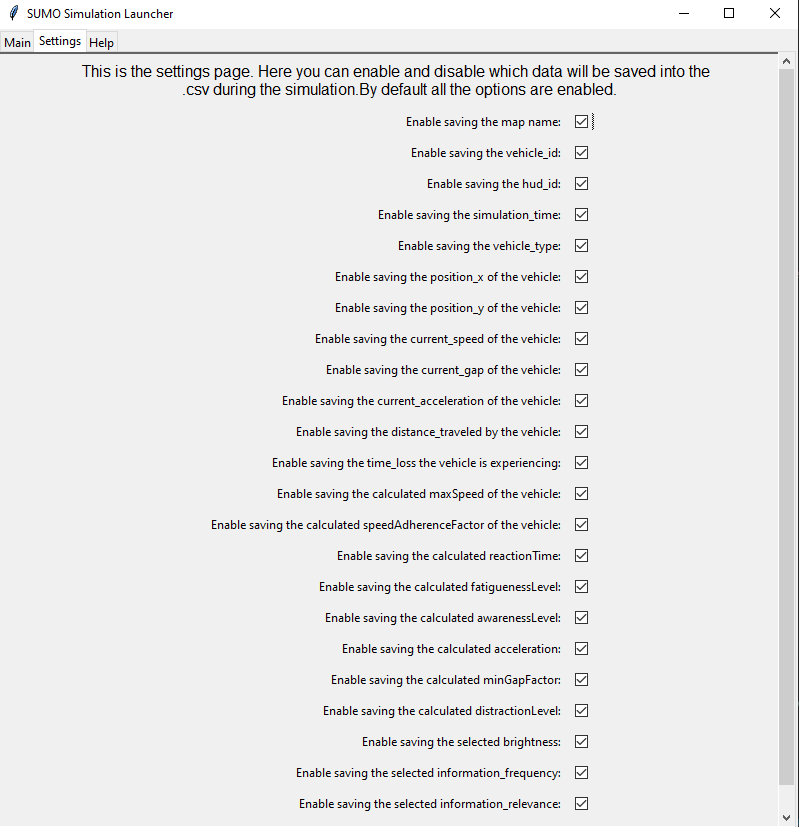 SUMO Simulation Launcher
Main Settings Help
This is the settings page. Here you can enable and disable which data will be saved into the
.csv during the simulation.By default all the options are enabled.
Enable saving the map name:
Enable saving the vehicle_id:
Enable saving the hud_id:
Enable saving the simulation_time:
Enable saving the vehicle_type:
Enable saving the position_x of the vehicle:
Enable saving the position_y of the vehicle:
Enable saving the current_speed of the vehicle:
Enable saving the current_gap of the vehicle:
Enable saving the current_acceleration of the vehicle:
Enable saving the distance_traveled by the vehicle:
Enable saving the time_loss the vehicle is experiencing:
Enable saving the calculated maxSpeed of the vehicle:
Enable saving the calculated speedAdherenceFactor of the vehicle:
Enable saving the calculated reactionTime:
Enable saving the calculated fatiguenessLevel:
Enable saving the calculated awarenessLevel:
Enable saving the calculated acceleration:
Enable saving the calculated minGapFactor:
Enable saving the calculated distractionLevel:
Enable saving the selected brightness:
Enable saving the selected information_frequency:
Enable saving the selected information_relevance: